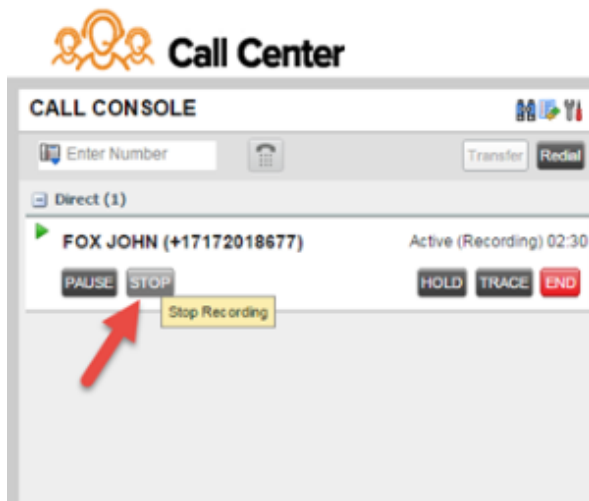 Call Center
CALL CONSOLE
Enter Number Transfer Redial
Direct (1)
FOX JOHN (+17172018677) Active (Recording) 02:30
PAUSE STOP HOLD TRACE END
Stop Recording